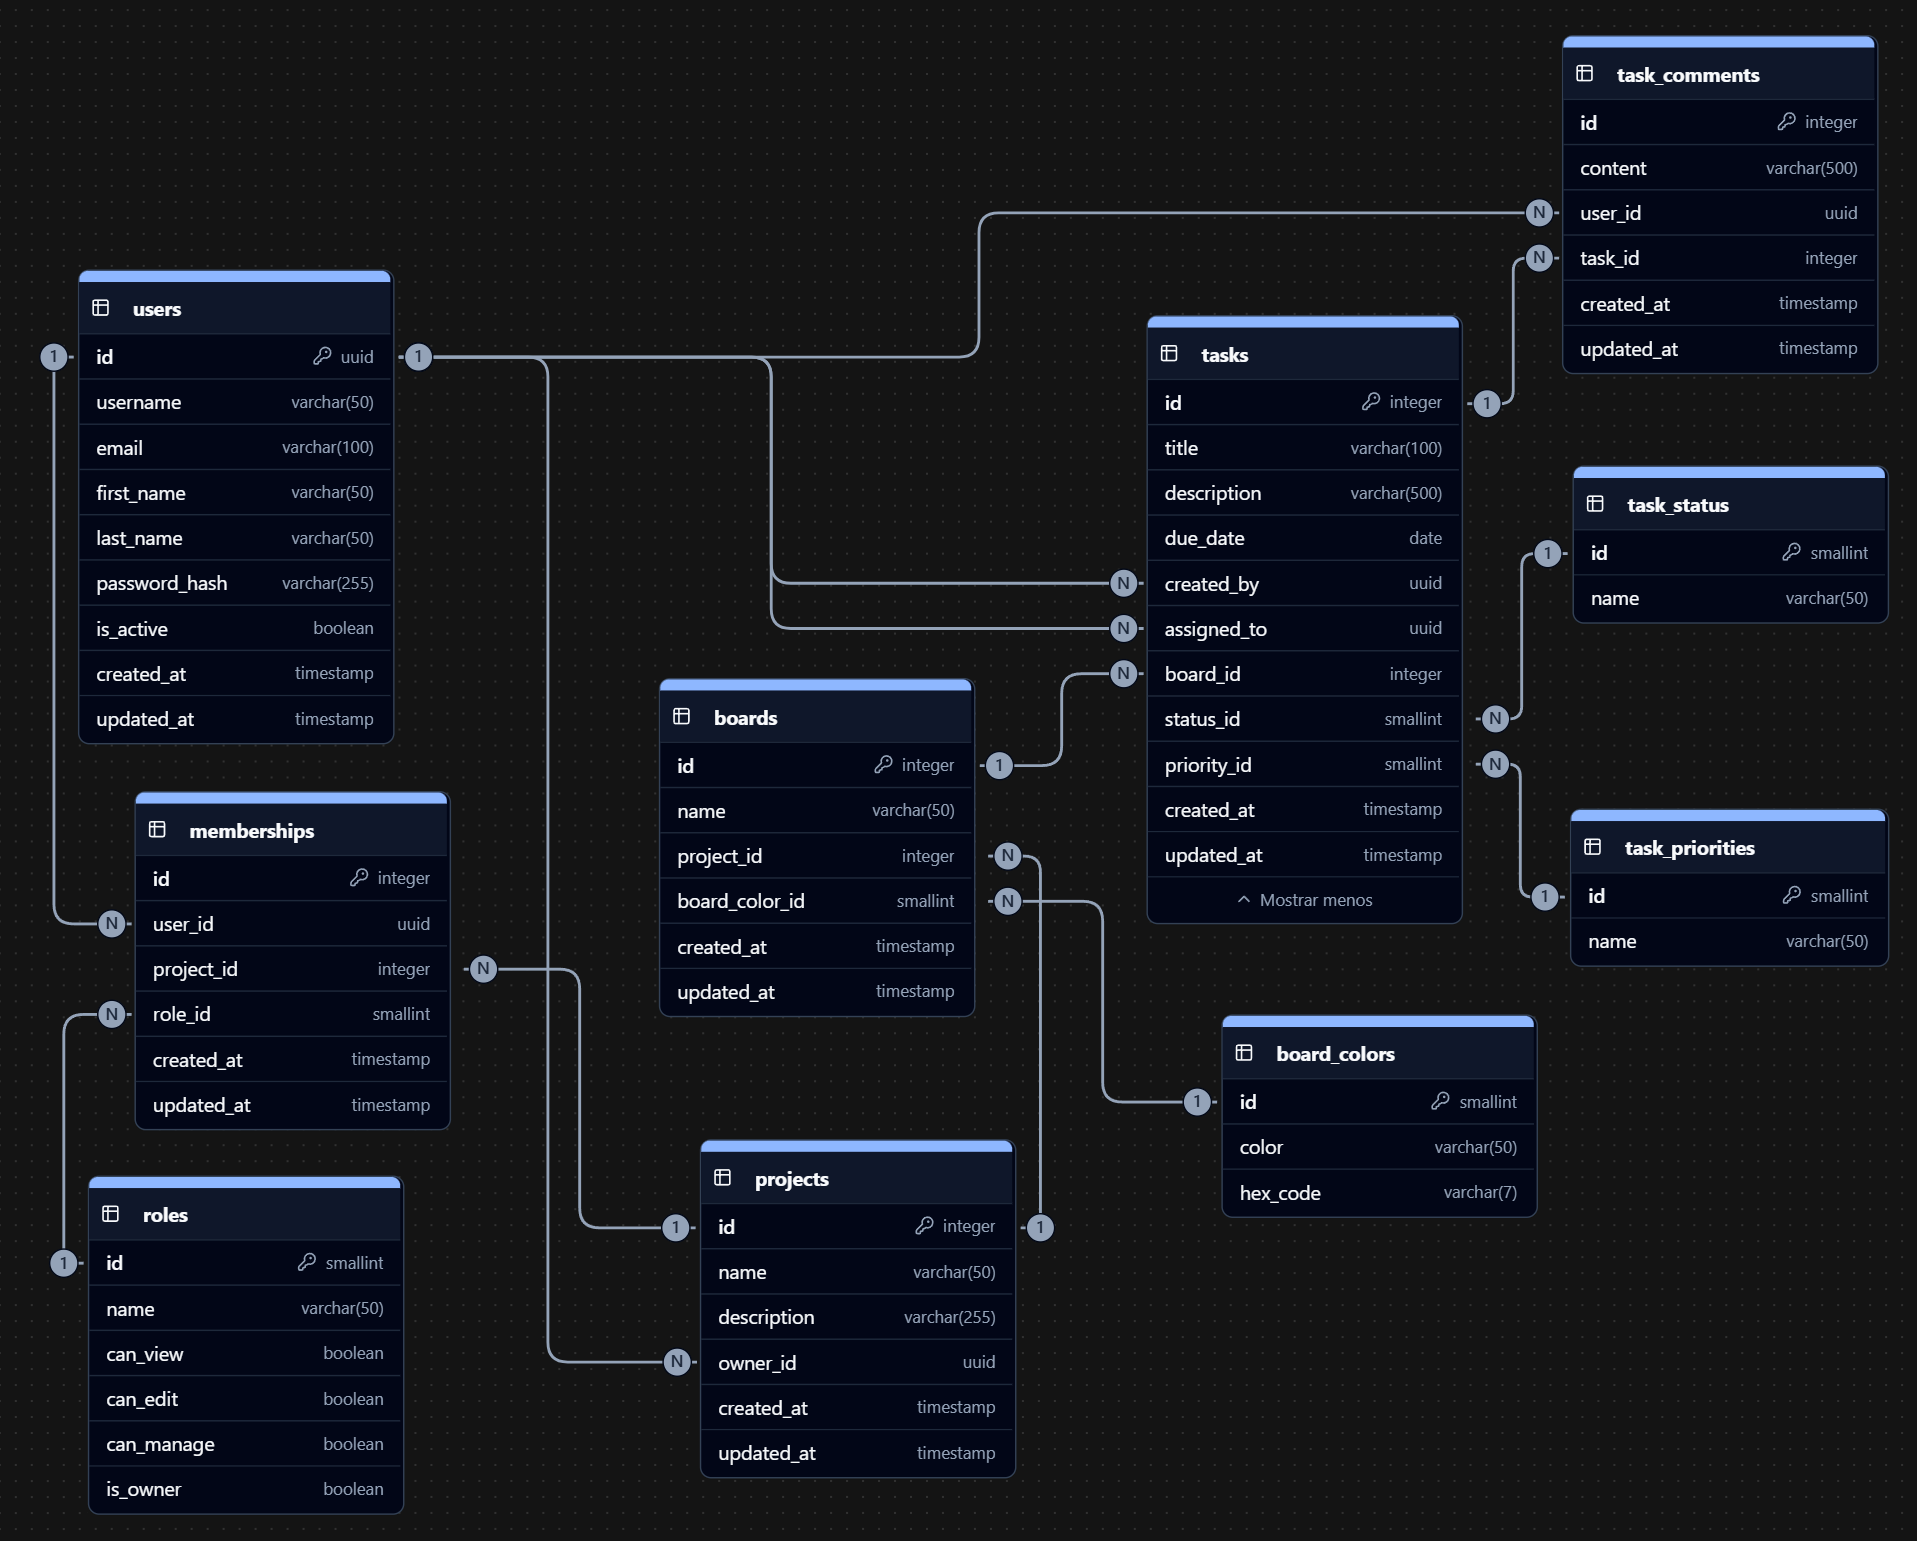 task_comments
id integer
content varchar(500)
user_id uuid
task_id integer
created_at timestamp
updated_at timestamp
N
N
users
id uuid
username varchar(50)
email varchar(100)
first_name varchar(50)
last_name varchar(50)
password_hash varchar(255)
is_active boolean
created_at timestamp
updated_at timestamp
1
1
tasks
id integer
title varchar(100)
description varchar(500)
due_date date
created_by uuid
assigned_to uuid
board_id integer
status_id smallint
priority_id smallint
created_at timestamp
updated_at timestamp
Mostrar menos
1
N
N
N
N
N
task_status
id smallint
name varchar(50)
1
boards
id integer
name varchar(50)
project_id integer
board_color_id smallint
created_at timestamp
updated_at timestamp
1
N
N
memberships
id integer
user_id uuid
project_id integer
role_id smallint
created_at timestamp
updated_at timestamp
N
N
N
task_priorities
id smallint
name varchar(50)
1
board_colors
id smallint
color varchar(50)
hex_code varchar(7)
1
projects
id integer
name varchar(50)
description varchar(255)
owner_id uuid
created_at timestamp
updated_at timestamp
1
1
N
roles
id smallint
name varchar(50)
can_view boolean
can_edit boolean
can_manage boolean
is_owner boolean
1